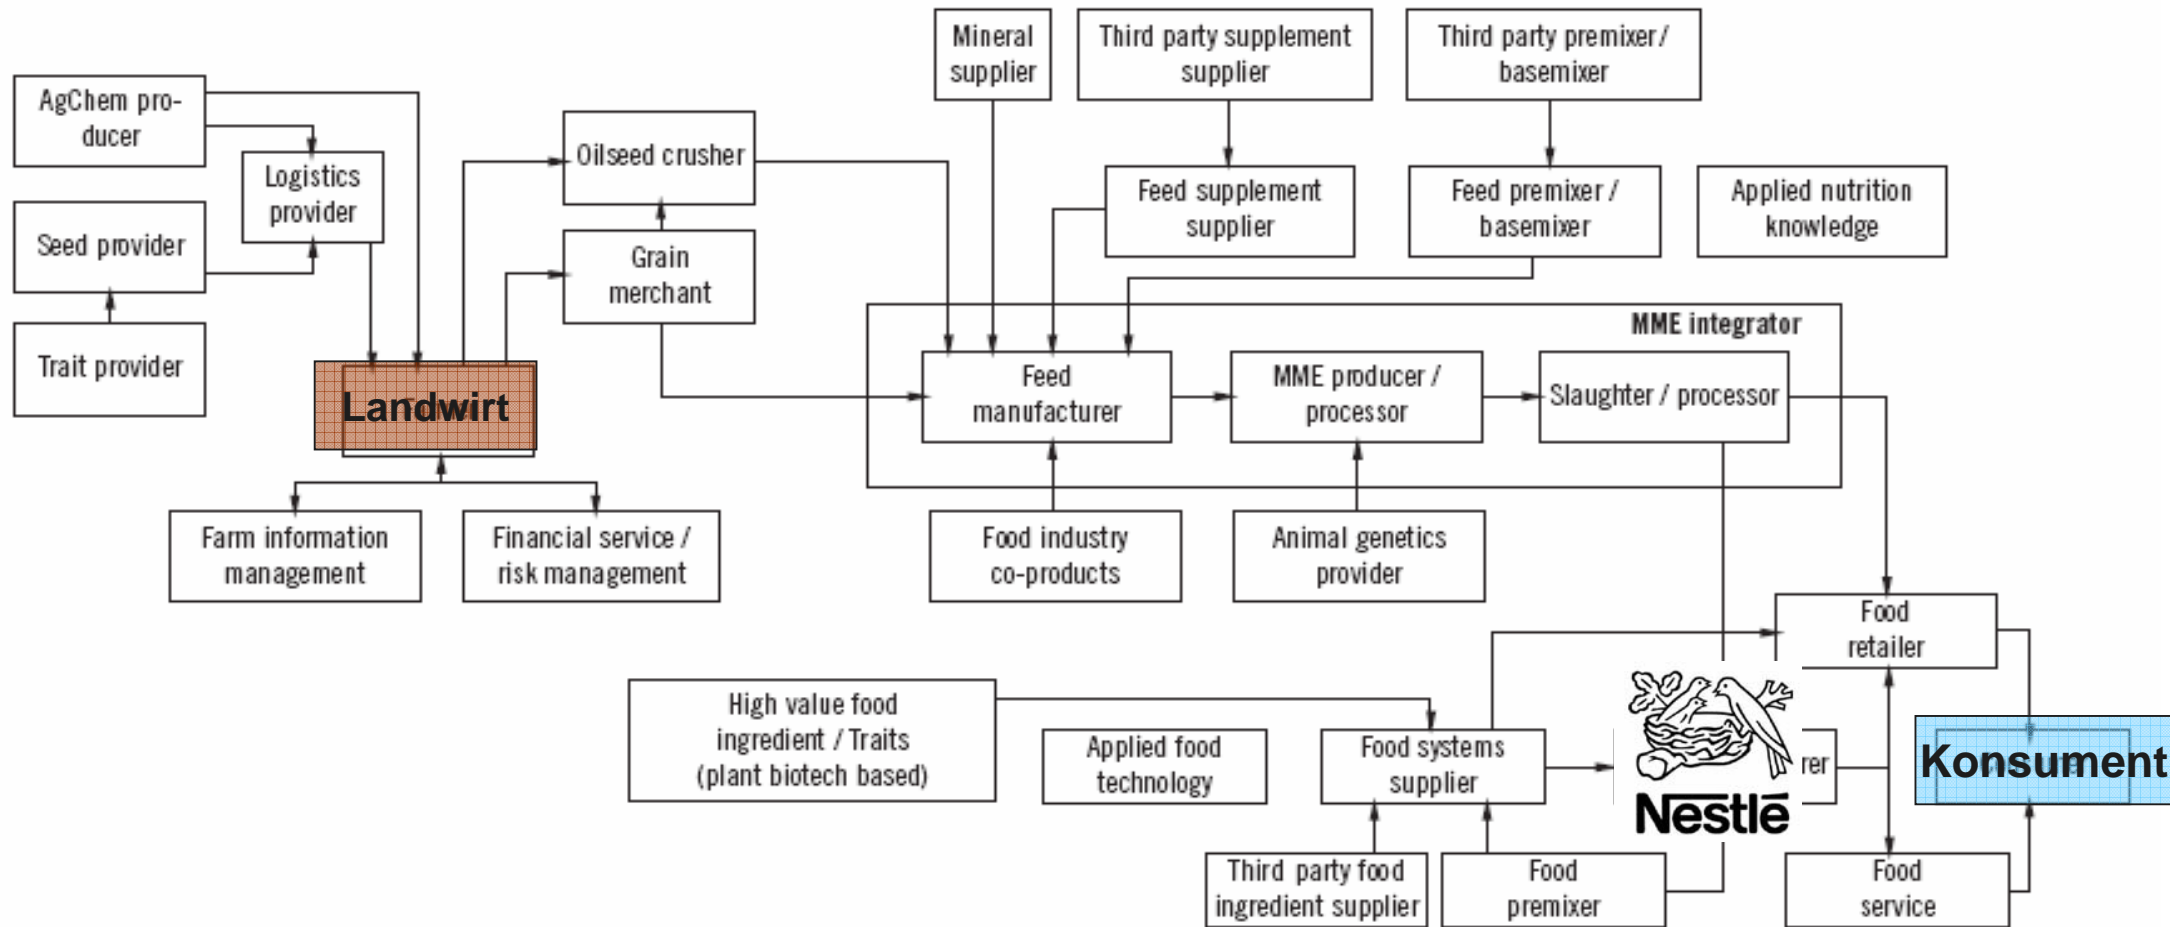 Mineral
supplier
Third party supplement
supplier
Third party premixer/
basemixer
AgChem pro-
ducer
Logistics
provider
Seed provider
Trait provider
Oilseed crusher
Grain
merchant
Feed supplement
supplier
Feed premixer /
basemixer
Applied nutrition
knowledge
MME integrator
Landwirt
Feed
manufacturer
MME producer /
processor
Slaughter / processor
Farm information
management
Financial service /
risk management
Food industry
co-products
Animal genetics
provider
Food
retailer
High value food
ingredient / Traits
(plant biotech based)
Applied food
technology
Food systems
supplier
rer
Nestlé
Konsument
Third party food
ingredient supplier
Food
premixer
Food
service